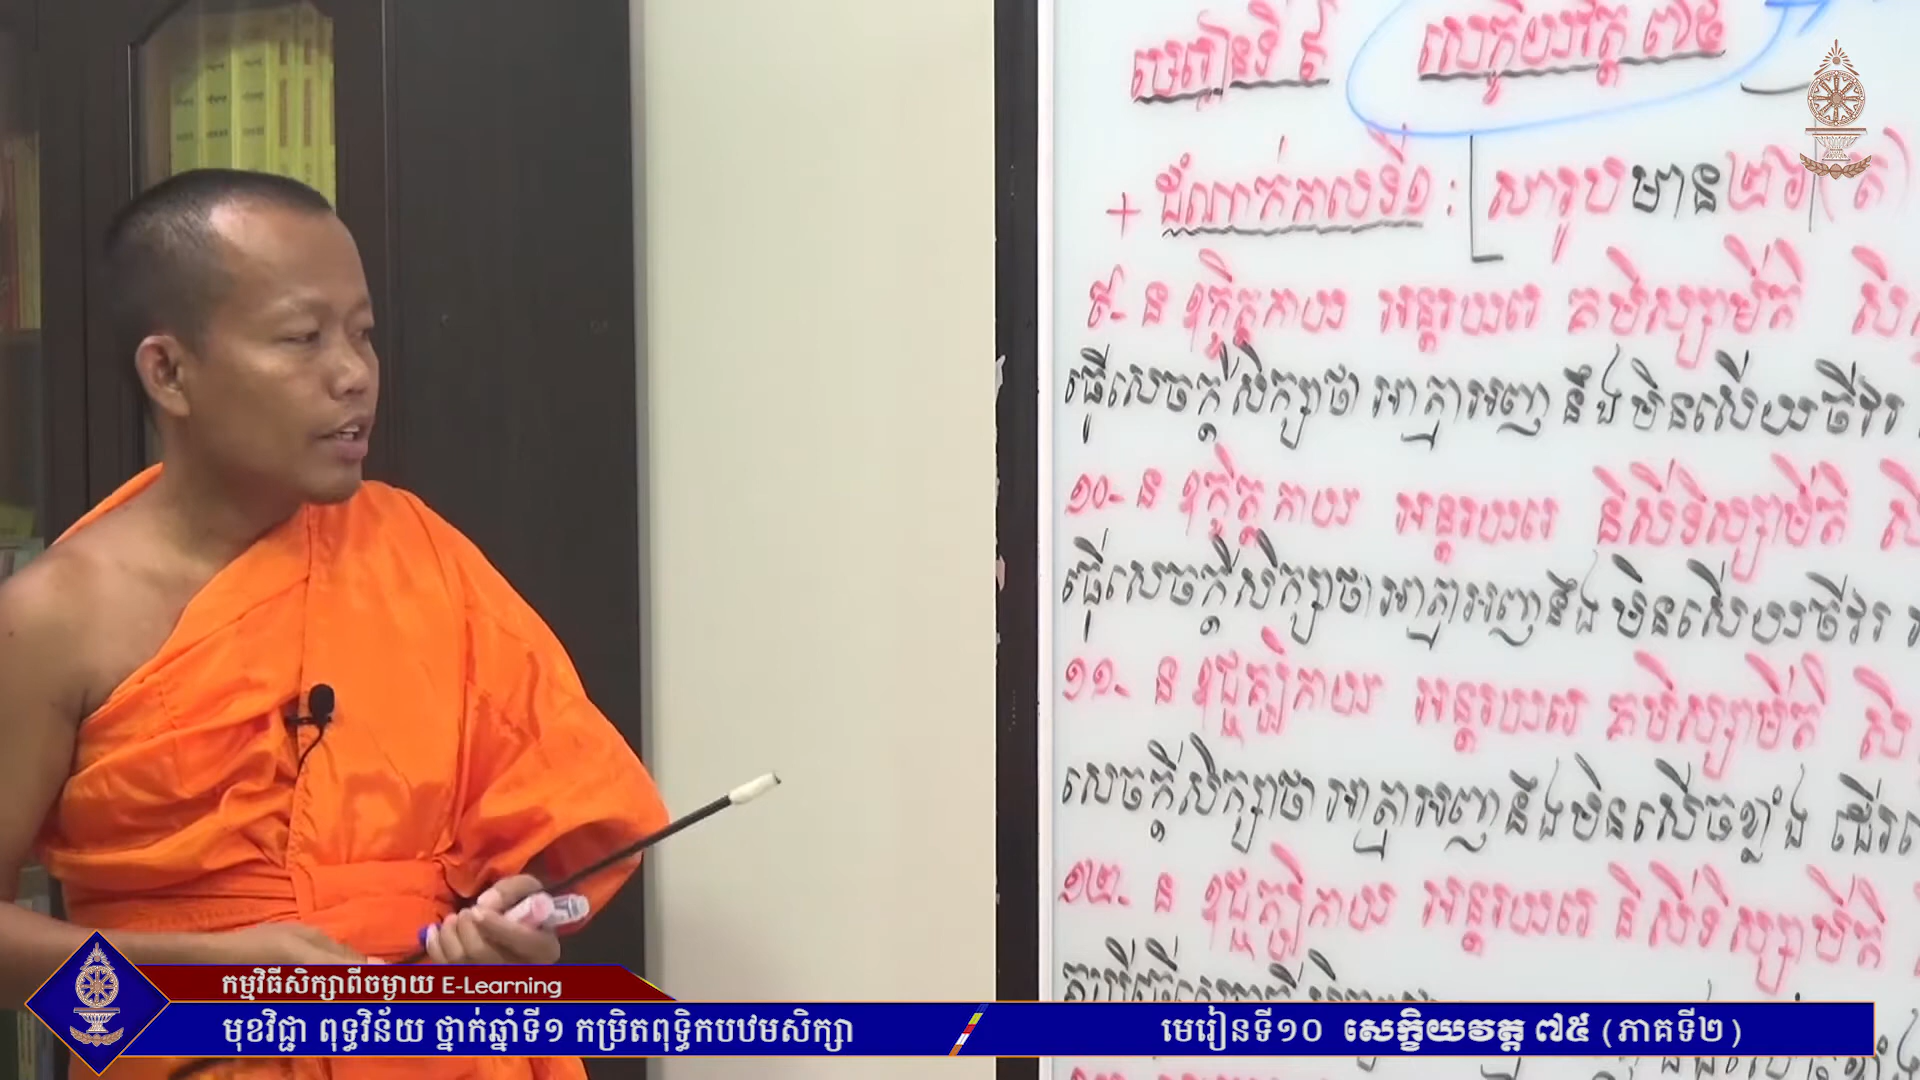 មេរៀនទី ៩ សេក្ខិយវត្ត ៧៥
+ ដំណាក់កាលទី១ : សារូបមាន២៦
៩- ន ឧក្ខិត្តកាយ អន្តរឃរេ គមិស្សាមីតិ
ធ្វើសេចក្តីសិក្សាថា អាត្មាអញ នឹងមិនសើយចីវរ
១០- ន ឧក្ខិត្តកាយ អន្តរឃរេ និសីទិស្សាមីតិ
ធ្វើសេចក្តីសិក្សាថា អាត្មាអញនឹង មិនសើយចីវរ
១១- ន ឧជ្ជគ្ឃិកាយ អន្តរឃរេ គមិស្សាមីតិ
សេចក្តីសិក្សាថា អាត្មាអញនឹងមិនសើចខ្លាំង ដើរ
១២- ន ឧជ្ជគ្ឃិកាយ អន្តរឃរេ និសីទិស្សាមីតិ
កម្មវិធីសិក្សាពីចម្ងាយ E-Learning
មុខវិជ្ជា ពុទ្ធវិន័យ ថ្នាក់ឆ្នាំទី១ កម្រិតពុទ្ធិកបឋមសិក្សា
មេរៀនទី១០ សេក្ខិយវត្ត ៧៥ (ភាគទី២)